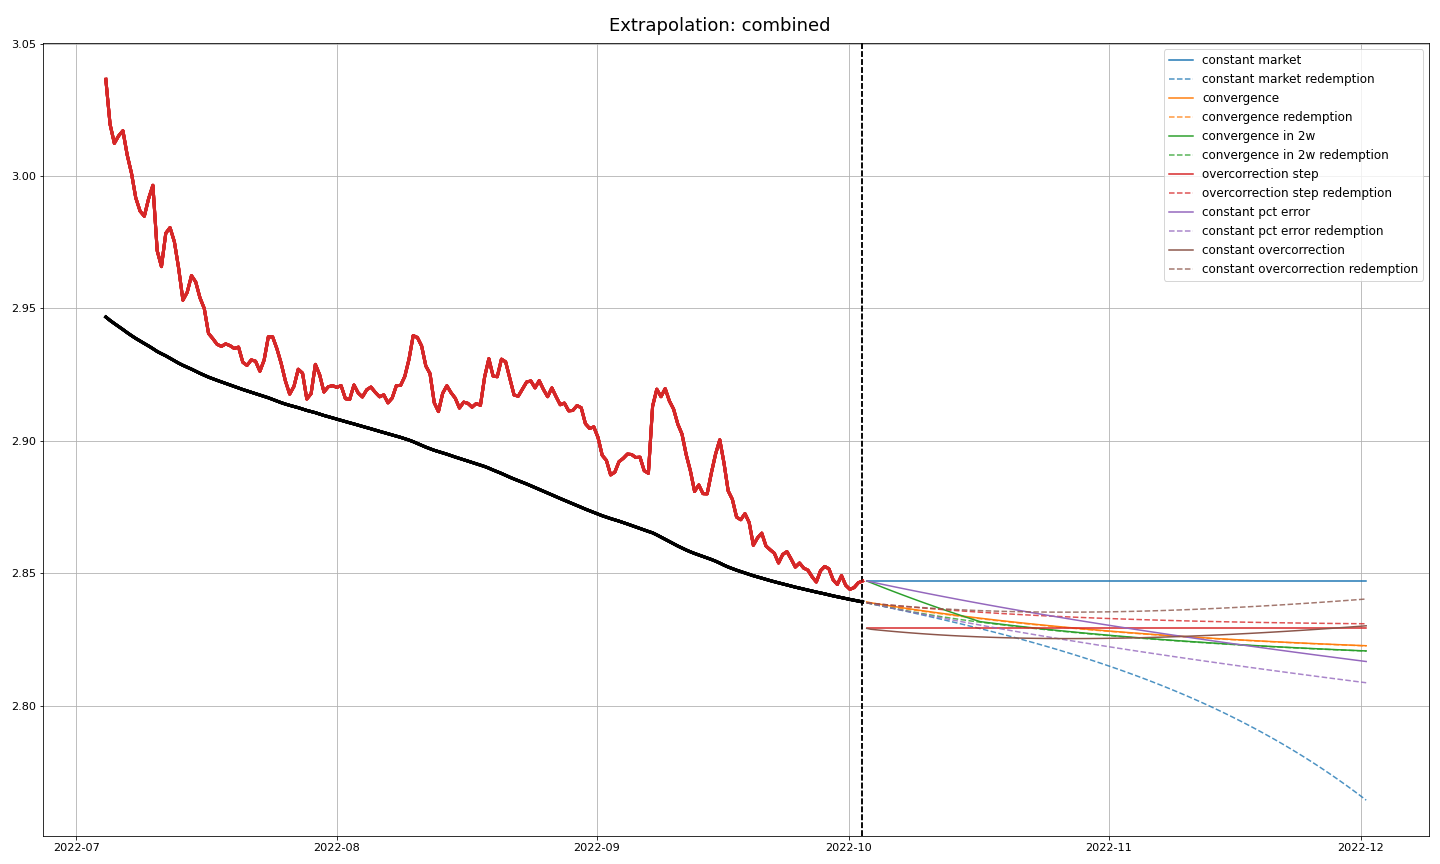 Extrapolation: combined
3.05
3.00
2.95
2.90
2.85
2.80
constant market
constant market redemption
convergence
convergence redemption
convergence in 2w
convergence in 2w redemption
overcorrection step
overcorrection step redemption
constant pct error
constant pct error redemption
constant overcorrection
constant overcorrection redemption
2022-07
2022-08
2022-09
2022-10
2022-11
2022-12